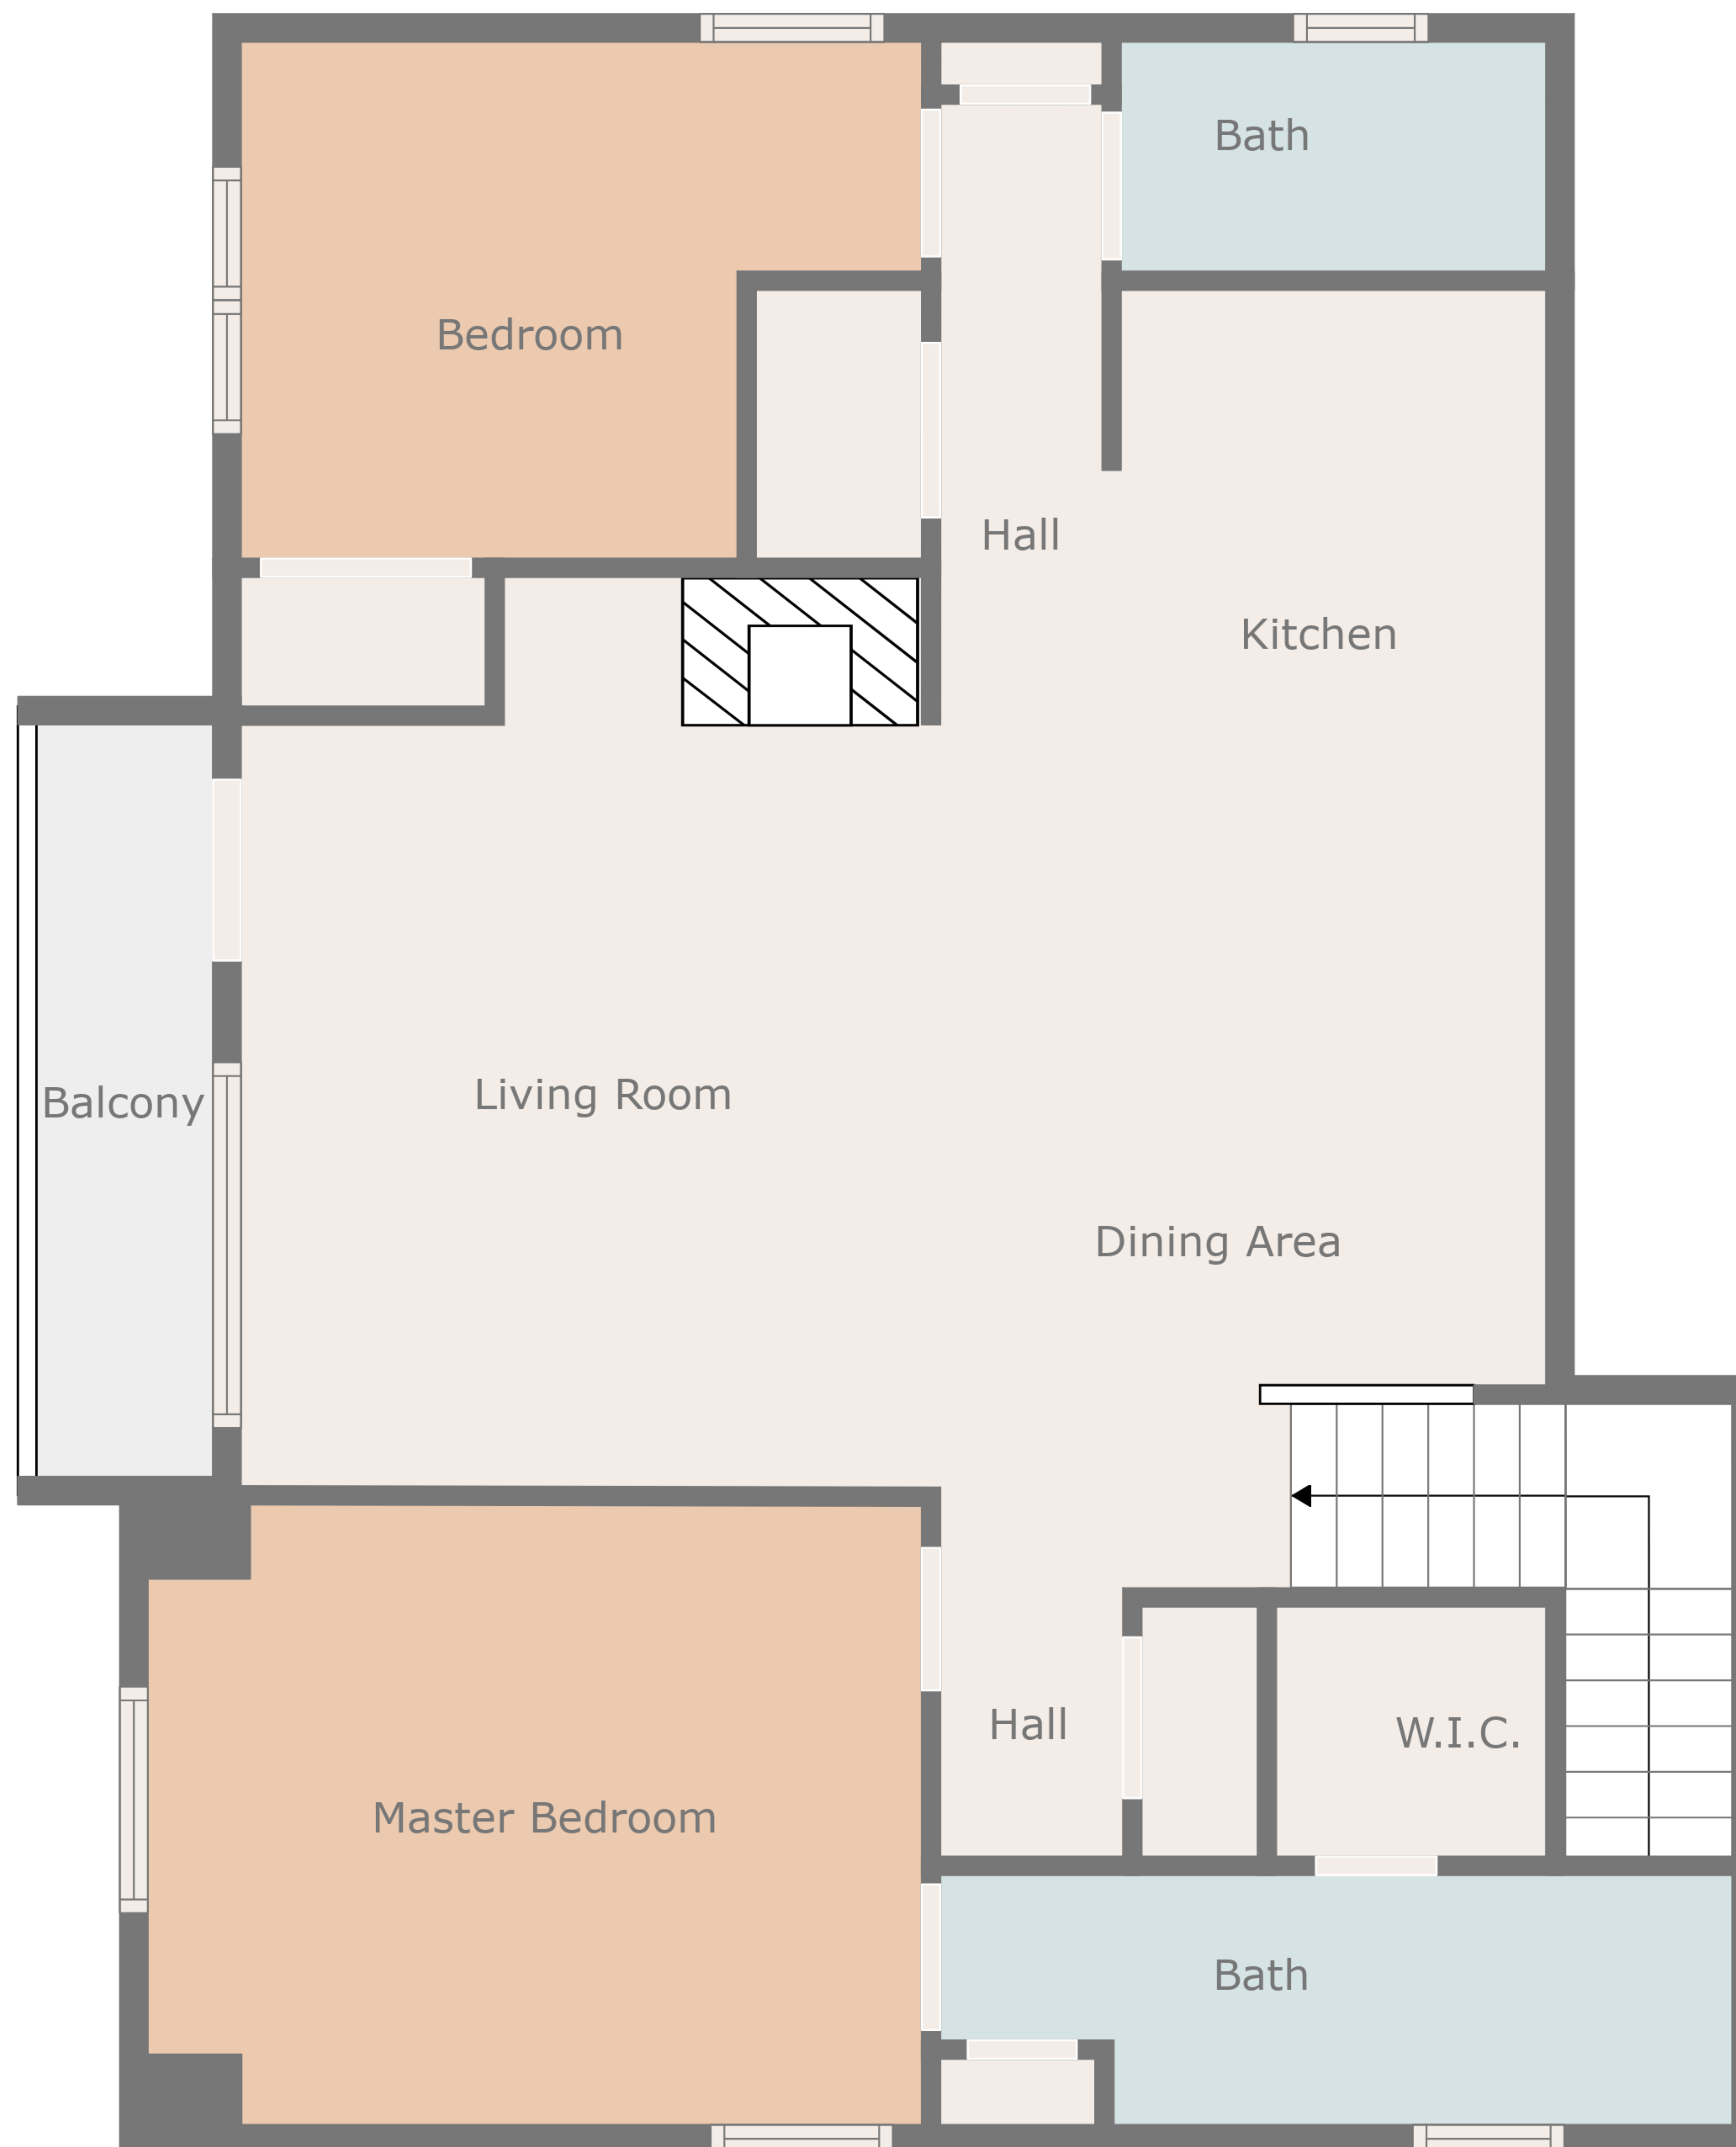 Bath
Bedroom
Hall
Kitchen
Living Room
Balcony
Dining Area
Hall
W.I.C.
Master Bedroom
Bath